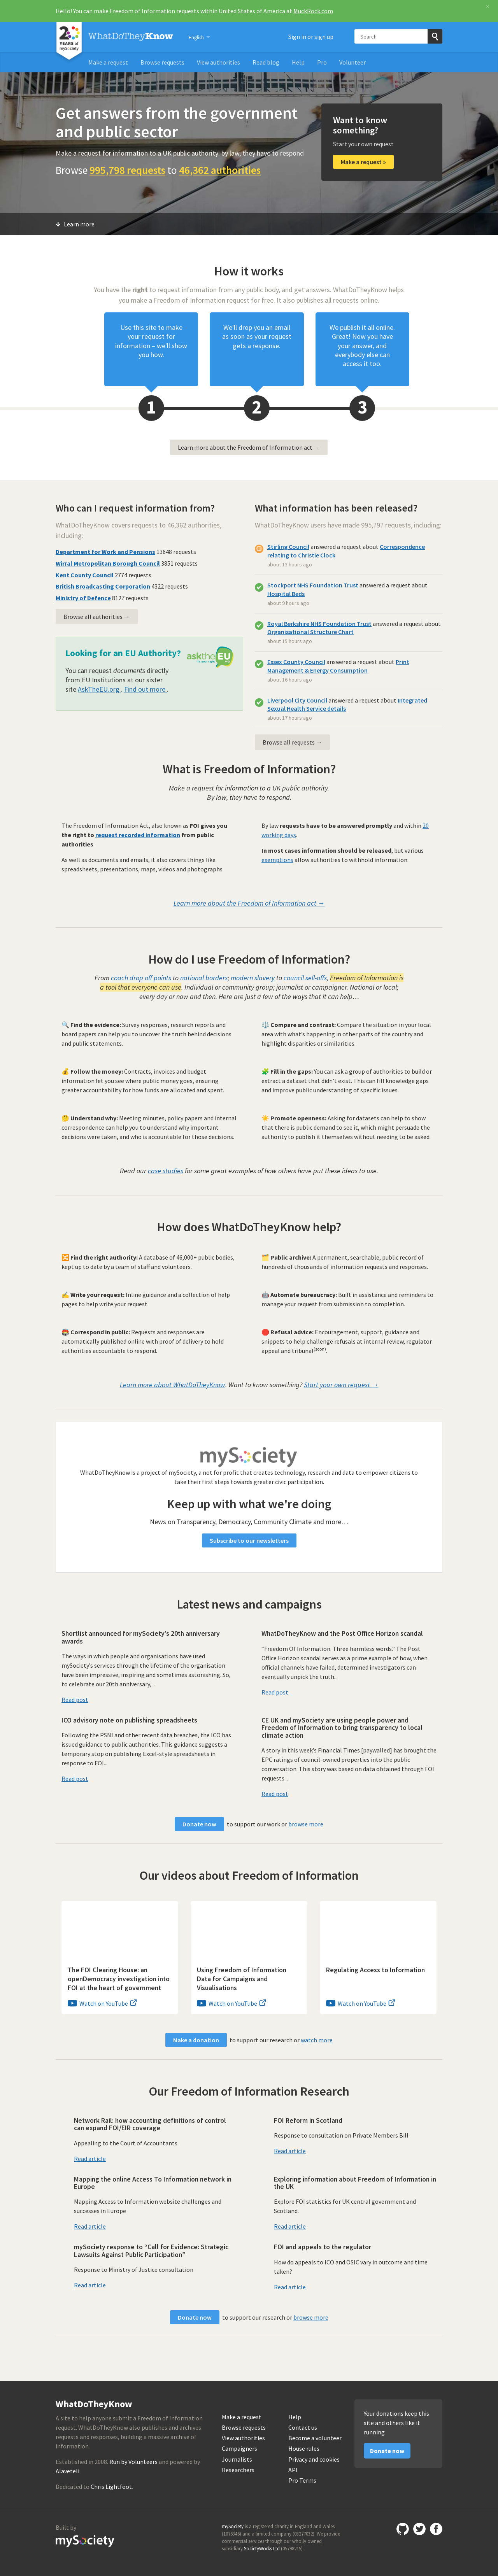 Hello! You can make Freedom of Information requests within United States of America at MuckRock.com
×
20 YEARS of mySociety
WhatDoTheyKnow
English
Sign in or sign up
Search
Make a request
Browse requests
View authorities
Read blog
Help
Pro
Volunteer
Get answers from the government
and public sector
Make a request for information to a UK public authority: by law, they have to respond
Browse 995,798 requests to 46,362 authorities
Want to know
something?
Start your own request
Make a request »
Learn more
How it works
You have the right to request information from any public body, and get answers. WhatDoTheyKnow helps
you make a Freedom of Information request for free. It also publishes all requests online.
Use this site to make
your request for
information – we'll show
you how.
We'll drop you an email
as soon as your request
gets a response.
We publish it all online.
Great! Now you have
your answer, and
everybody else can
access it too.
1
2
3
Learn more about the Freedom of Information act →
Who can I request information from?
WhatDoTheyKnow covers requests to 46,362 authorities,
including:
Department for Work and Pensions 13648 requests
Wirral Metropolitan Borough Council 3851 requests
Kent County Council 2774 requests
British Broadcasting Corporation 4322 requests
Ministry of Defence 8127 requests
Browse all authorities →
Looking for an EU Authority?
asktheEU
You can request documents directly
from EU Institutions at our sister
site AskTheEU.org . Find out more .
What information has been released?
WhatDoTheyKnow users have made 995,797 requests, including:
Stirling Council answered a request about Correspondence
relating to Christie Clock
about 13 hours ago
Stockport NHS Foundation Trust answered a request about
Hospital Beds
about 9 hours ago
Royal Berkshire NHS Foundation Trust answered a request about
Organisational Structure Chart
about 15 hours ago
Essex County Council answered a request about Print
Management & Energy Consumption
about 16 hours ago
Liverpool City Council answered a request about Integrated
Sexual Health Service details
about 17 hours ago
Browse all requests →
What is Freedom of Information?
Make a request for information to a UK public authority.
By law, they have to respond.
The Freedom of Information Act, also known as FOI gives you
the right to request recorded information from public
authorities.
As well as documents and emails, it also covers things like
spreadsheets, presentations, maps, videos and photographs.
By law requests have to be answered promptly and within 20
working days.
In most cases information should be released, but various
exemptions allow authorities to withhold information.
Learn more about the Freedom of Information act →
How do I use Freedom of Information?
From coach drop off points to national borders; modern slavery to council sell-offs, Freedom of Information is
a tool that everyone can use. Individual or community group; journalist or campaigner. National or local;
every day or now and then. Here are just a few of the ways that it can help…
🔍 Find the evidence: Survey responses, research reports and
board papers can help you to uncover the truth behind decisions
and public statements.
⚖️ Compare and contrast: Compare the situation in your local
area with what's happening in other parts of the country and
highlight disparities or similarities.
💰 Follow the money: Contracts, invoices and budget
information let you see where public money goes, ensuring
greater accountability for how funds are allocated and spent.
🧩 Fill in the gaps: You can ask a group of authorities to build or
extract a dataset that didn't exist. This can fill knowledge gaps
and improve public understanding of specific issues.
🤔 Understand why: Meeting minutes, policy papers and internal
correspondence can help you to understand why important
decisions were taken, and who is accountable for those decisions.
☀️ Promote openness: Asking for datasets can help to show
that there is public demand to see it, which might persuade the
authority to publish it themselves without needing to be asked.
Read our case studies for some great examples of how others have put these ideas to use.
How does WhatDoTheyKnow help?
🔀 Find the right authority: A database of 46,000+ public bodies,
kept up to date by a team of staff and volunteers.
🗂️ Public archive: A permanent, searchable, public record of
hundreds of thousands of information requests and responses.
✍️ Write your request: Inline guidance and a collection of help
pages to help write your request.
🤖 Automate bureaucracy: Built in assistance and reminders to
manage your request from submission to completion.
📮 Correspond in public: Requests and responses are
automatically published online with proof of delivery to hold
authorities accountable to respond.
🛑 Refusal advice: Encouragement, support, guidance and
snippets to help challenge refusals at internal review, regulator
appeal and tribunal[soon].
Learn more about WhatDoTheyKnow. Want to know something? Start your own request →
mySociety
WhatDoTheyKnow is a project of mySociety, a not for profit that creates technology, research and data to empower citizens to
take their first steps towards greater civic participation.
Keep up with what we're doing
News on Transparency, Democracy, Community Climate and more…
Subscribe to our newsletters
Latest news and campaigns
Shortlist announced for mySociety's 20th anniversary
awards
The ways in which people and organisations have used
mySociety's services through the lifetime of the organisation
have been impressive, inspiring and sometimes astonishing. So,
to celebrate our 20th anniversary,...
Read post
WhatDoTheyKnow and the Post Office Horizon scandal
“Freedom Of Information. Three harmless words.” The Post
Office Horizon scandal serves as a prime example of how, when
official channels have failed, determined investigators can
eventually unpick the truth...
Read post
ICO advisory note on publishing spreadsheets
Following the PSNI and other recent data breaches, the ICO has
issued guidance to public authorities. This guidance suggests a
temporary stop on publishing Excel-style spreadsheets in
response to FOI...
Read post
CE UK and mySociety are using people power and
Freedom of Information to bring transparency to local
climate action
A story in this week's Financial Times [paywalled] has brought the
EPC ratings of council-owned properties into the public
conversation. This story was based on data obtained through FOI
requests...
Read post
Donate now to support our work or browse more
Our videos about Freedom of Information
The FOI Clearing House: an
openDemocracy investigation into
FOI at the heart of government
Watch on YouTube
Using Freedom of Information
Data for Campaigns and
Visualisations
Watch on YouTube
Regulating Access to Information
Watch on YouTube
Make a donation to support our research or watch more
Our Freedom of Information Research
Network Rail: how accounting definitions of control
can expand FOI/EIR coverage
Appealing to the Court of Accountants.
Read article
FOI Reform in Scotland
Response to consultation on Private Members Bill
Read article
Mapping the online Access To Information network in
Europe
Mapping Access to Information website challenges and
successes in Europe
Read article
Exploring information about Freedom of Information in
the UK
Explore FOI statistics for UK central government and
Scotland.
Read article
mySociety response to “Call for Evidence: Strategic
Lawsuits Against Public Participation”
Response to Ministry of Justice consultation
Read article
FOI and appeals to the regulator
How do appeals to ICO and OSIC vary in outcome and time
taken?
Read article
Donate now to support our research or browse more
WhatDoTheyKnow
A site to help anyone submit a Freedom of Information
request. WhatDoTheyKnow also publishes and archives
requests and responses, building a massive archive of
information.
Established in 2008. Run by Volunteers and powered by
Alaveteli.
Dedicated to Chris Lightfoot.
Make a request
Browse requests
View authorities
Campaigners
Journalists
Researchers
Help
Contact us
Become a volunteer
House rules
Privacy and cookies
API
Pro Terms
Your donations keep this
site and others like it
running
Donate now
Built by
mySociety
mySociety is a registered charity in England and Wales
(1076346) and a limited company (03277032). We provide
commercial services through our wholly owned
subsidiary SocietyWorks Ltd (05798215).